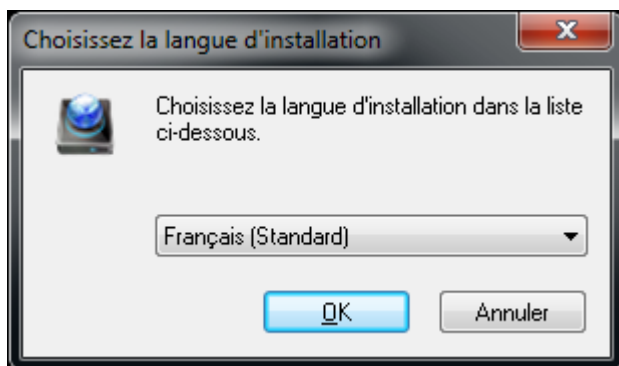 Choisissez la langue d'installation
Choisissez la langue d'installation dans la liste
ci-dessous.
Français (Standard)
OK
Annuler